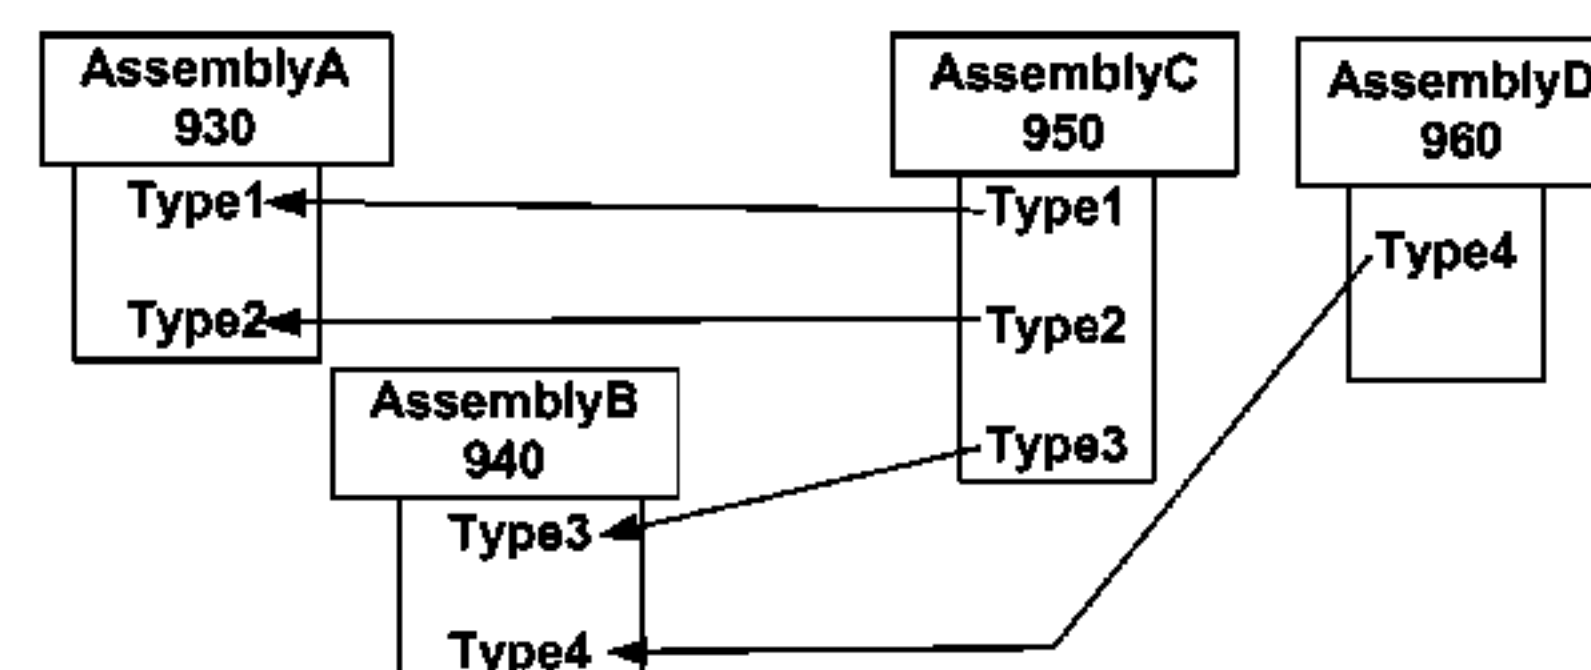 AssemblyA
930
Type1
Type2
AssemblyB
940
Type3
Type4
AssemblyC
950
Type1
Type2
Type3
AssemblyD
960
Type4